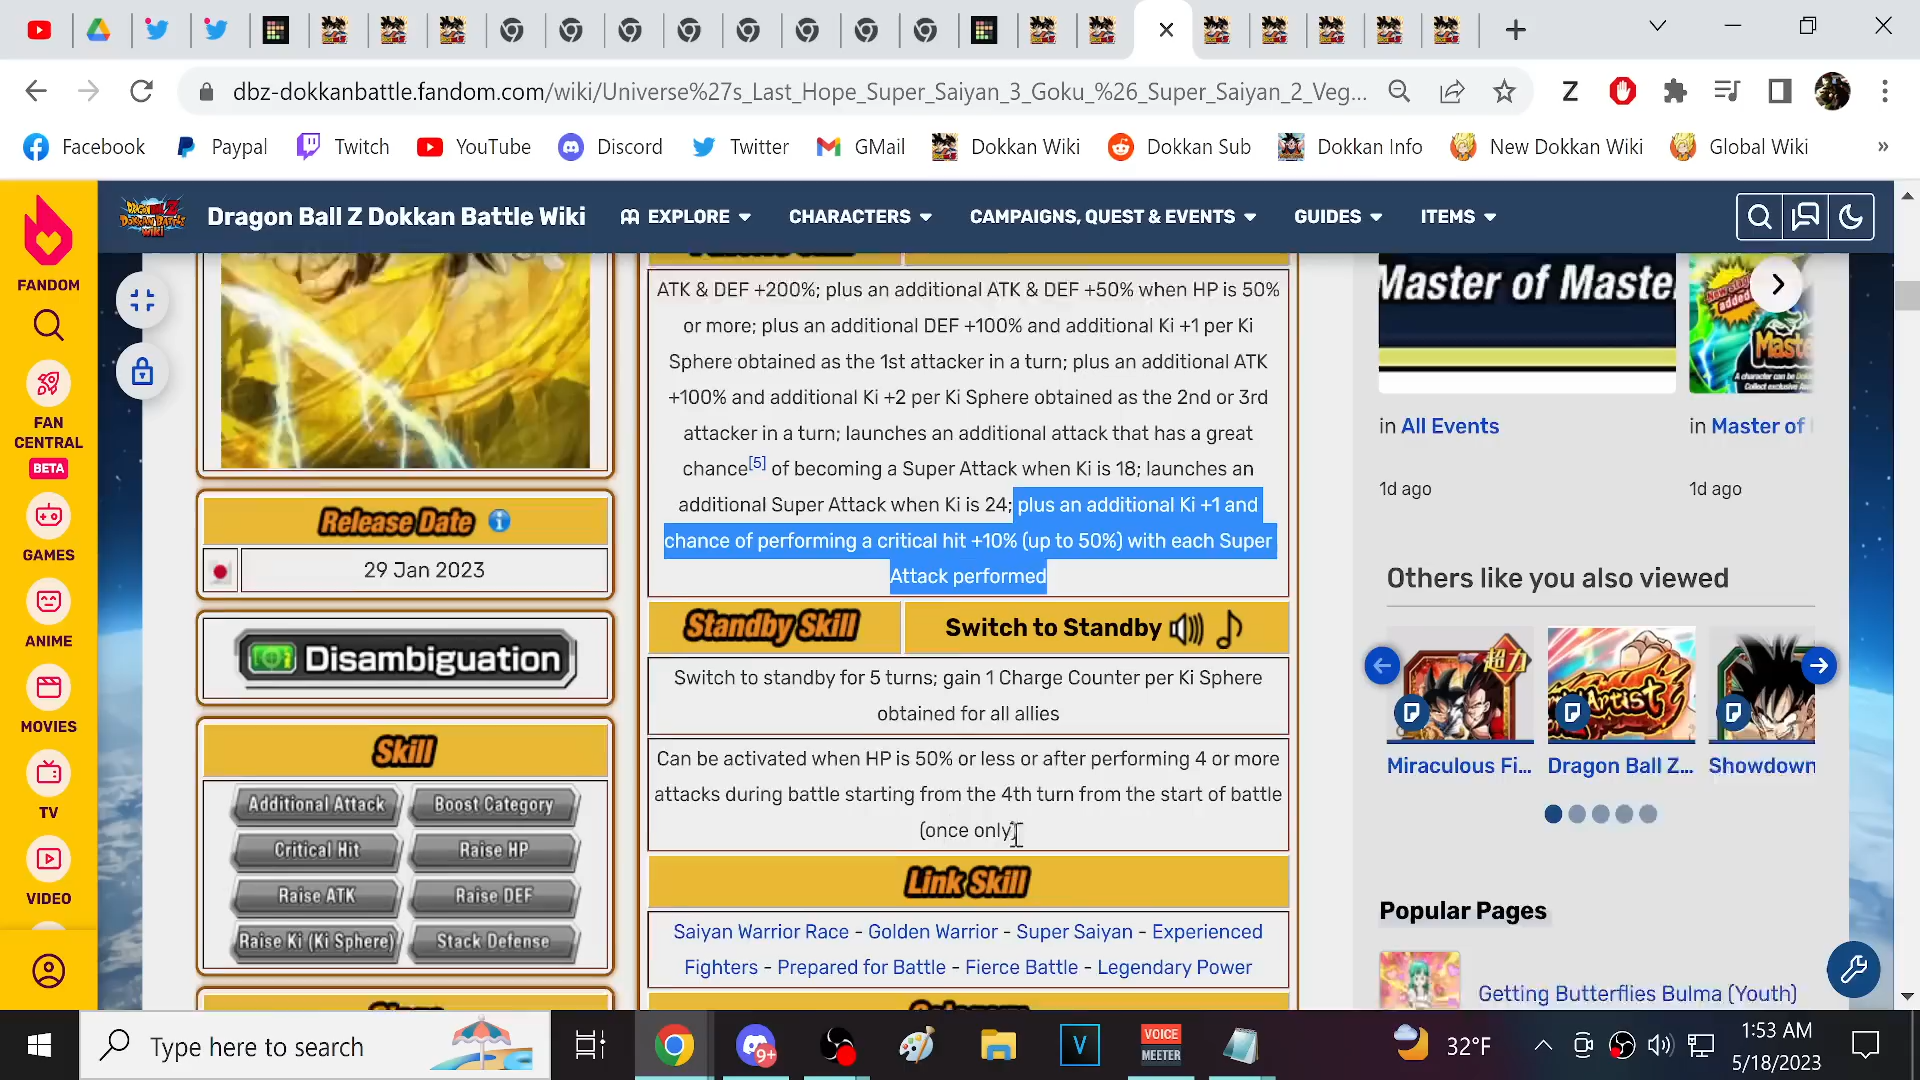 dbz-dokkanbattle.fandom.com/wiki/Universe%27s_Last_Hope_Super_Saiyan_3_Goku_%26_Super_Saiyan_2_Veg...
Z
Facebook
Paypal
Twitch
YouTube
Discord
Twitter
GMail
Dokkan Wiki
Dokkan Sub
Dokkan Info
New Dokkan Wiki
Global Wiki
»
Dragon Ball Z Dokkan Battle Wiki
EXPLORE
CHARACTERS
CAMPAIGNS, QUEST & EVENTS
GUIDES
ITEMS
FANDOM
FAN
CENTRAL
BETA
GAMES
ANIME
MOVIES
TV
VIDEO
Release Date
29 Jan 2023
Disambiguation
Skill
Additional Attack
Boost Category
Critical Hit
Raise HP
Raise ATK
Raise DEF
Raise Ki (Ki Sphere)
Stack Defense
ATK & DEF +200%; plus an additional ATK & DEF +50% when HP is 50%
or more; plus an additional DEF +100% and additional Ki +1 per Ki
Sphere obtained as the 1st attacker in a turn; plus an additional ATK
+100% and additional Ki +2 per Ki Sphere obtained as the 2nd or 3rd
attacker in a turn; launches an additional attack that has a great
chance[5] of becoming a Super Attack when Ki is 18; launches an
additional Super Attack when Ki is 24; plus an additional Ki +1 and
chance of performing a critical hit +10% (up to 50%) with each Super
Attack performed
Standby Skill
Switch to Standby
Switch to standby for 5 turns; gain 1 Charge Counter per Ki Sphere
obtained for all allies
Can be activated when HP is 50% or less or after performing 4 or more
attacks during battle starting from the 4th turn from the start of battle
(once only)
Link Skill
Saiyan Warrior Race - Golden Warrior - Super Saiyan - Experienced
Fighters - Prepared for Battle - Fierce Battle - Legendary Power
Category
Master of Maste
in All Events
1d ago
in Master of
1d ago
Others like you also viewed
超力
Miraculous Fi...
Dragon Ball Z...
Showdown
Popular Pages
Getting Butterflies Bulma (Youth)
Type here to search
9+
V
VOICE
MEETER
32°F
1:53 AM
5/18/2023